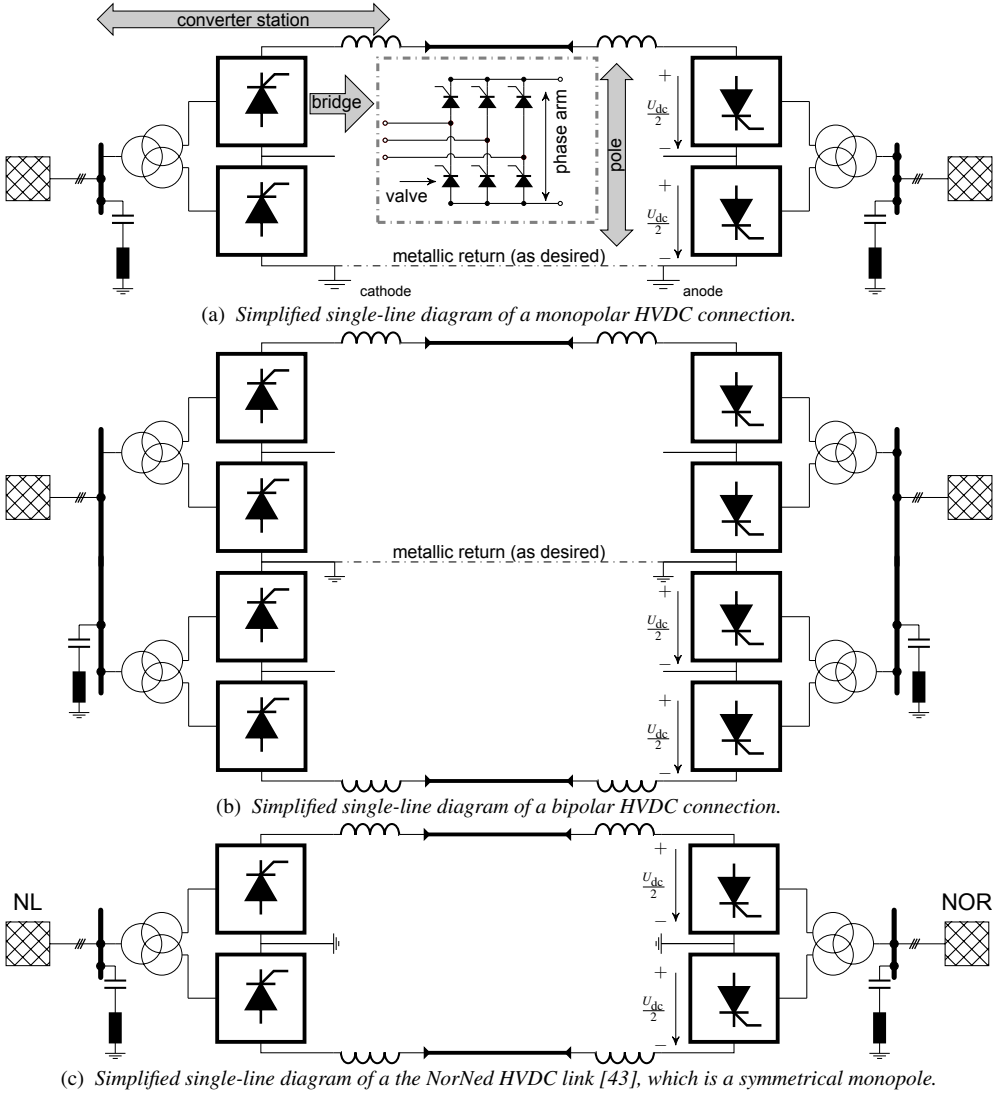 converter station
bridge
valve
phase arm
pole
+
U_dc/2
−
+
U_dc/2
−
metallic return (as desired)
cathode
anode
(a) Simplified single-line diagram of a monopolar HVDC connection.
metallic return (as desired)
+
U_dc/2
−
+
U_dc/2
−
(b) Simplified single-line diagram of a bipolar HVDC connection.
NL
NOR
+
U_dc/2
−
+
U_dc/2
−
(c) Simplified single-line diagram of a the NorNed HVDC link [43], which is a symmetrical monopole.